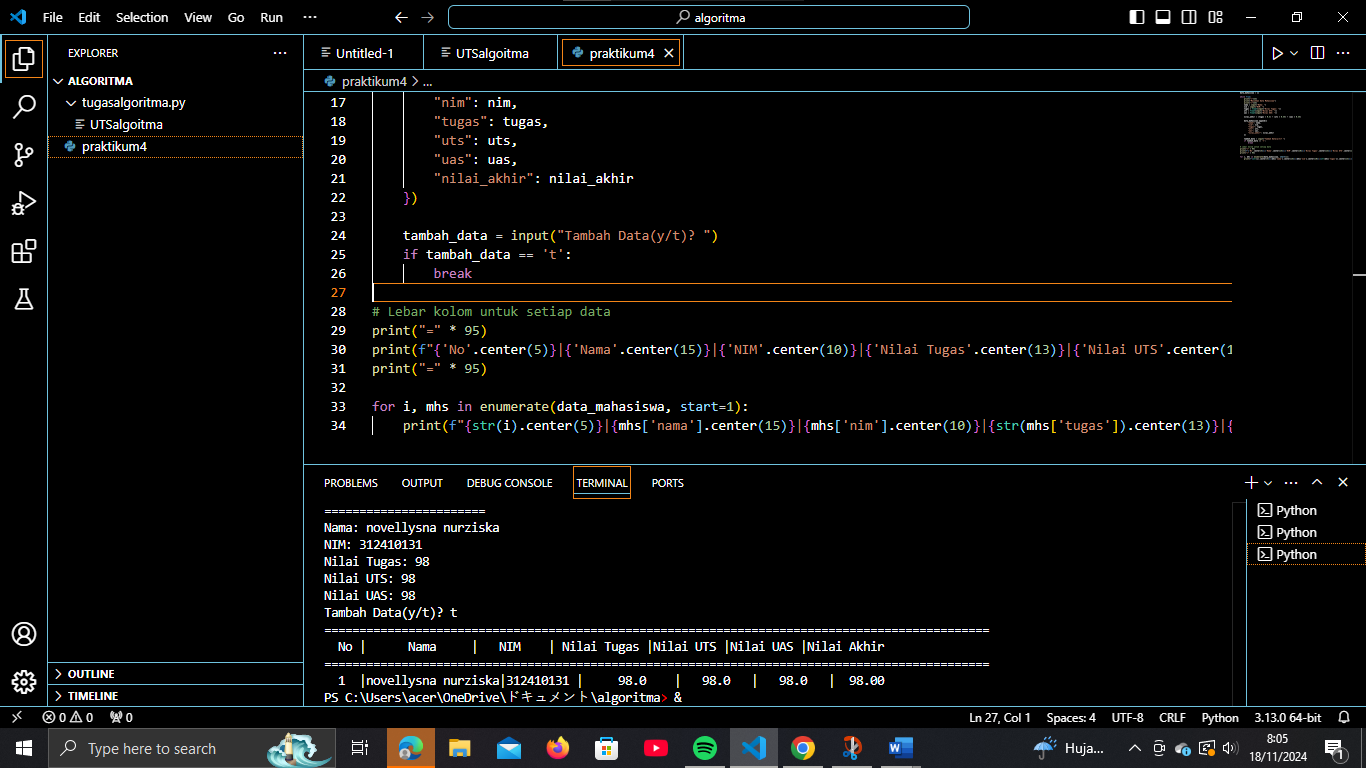 File Edit Selection View Go Run ··· algoritma
EXPLORER ···
ALGORITMA
tugasalgoritma.py
UTSalgoitma
praktikum4
OUTLINE
TIMELINE
Untitled-1 UTSalgoitma praktikum4
praktikum4 > ...
17 "nim": nim,
18 "tugas": tugas,
19 "uts": uts,
20 "uas": uas,
21 "nilai_akhir": nilai_akhir
22 })
23
24 tambah_data = input("Tambah Data(y/t)? ")
25 if tambah_data == 't':
26 break
27
28 # Lebar kolom untuk setiap data
29 print("=" * 95)
30 print(f"{'No'.center(5)}|{'Nama'.center(15)}|{'NIM'.center(10)}|{'Nilai Tugas'.center(13)}|{'Nilai UTS'.center(1
31 print("=" * 95)
32
33 for i, mhs in enumerate(data_mahasiswa, start=1):
34 print(f"{str(i).center(5)}|{mhs['nama'].center(15)}|{mhs['nim'].center(10)}|{str(mhs['tugas']).center(13)}|{
PROBLEMS OUTPUT DEBUG CONSOLE TERMINAL PORTS
=======================
Nama: novellysna nurziska
NIM: 312410131
Nilai Tugas: 98
Nilai UTS: 98
Nilai UAS: 98
Tambah Data(y/t)? t
===============================================================================================
No | Nama | NIM | Nilai Tugas |Nilai UTS |Nilai UAS |Nilai Akhir
===============================================================================================
1 |novellysna nurziska|312410131 | 98.0 | 98.0 | 98.0 | 98.00
PS C:\Users\acer\OneDrive\ドキュメント\algoritma> &
Python
Python
Python
0 0 0 Ln 27, Col 1 Spaces: 4 UTF-8 CRLF Python 3.13.0 64-bit
Type here to search Huja... 8:05
18/11/2024
1